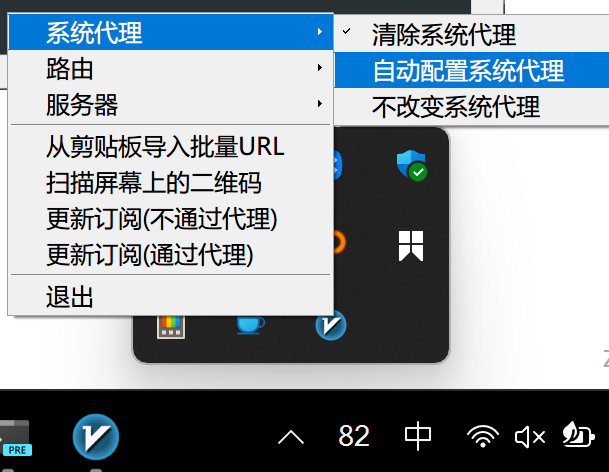 系统代理
路由
服务器
从剪贴板导入批量URL
扫描屏幕上的二维码
更新订阅(不通过代理)
更新订阅(通过代理)
退出
清除系统代理
自动配置系统代理
不改变系统代理
Z
PRE
82
中